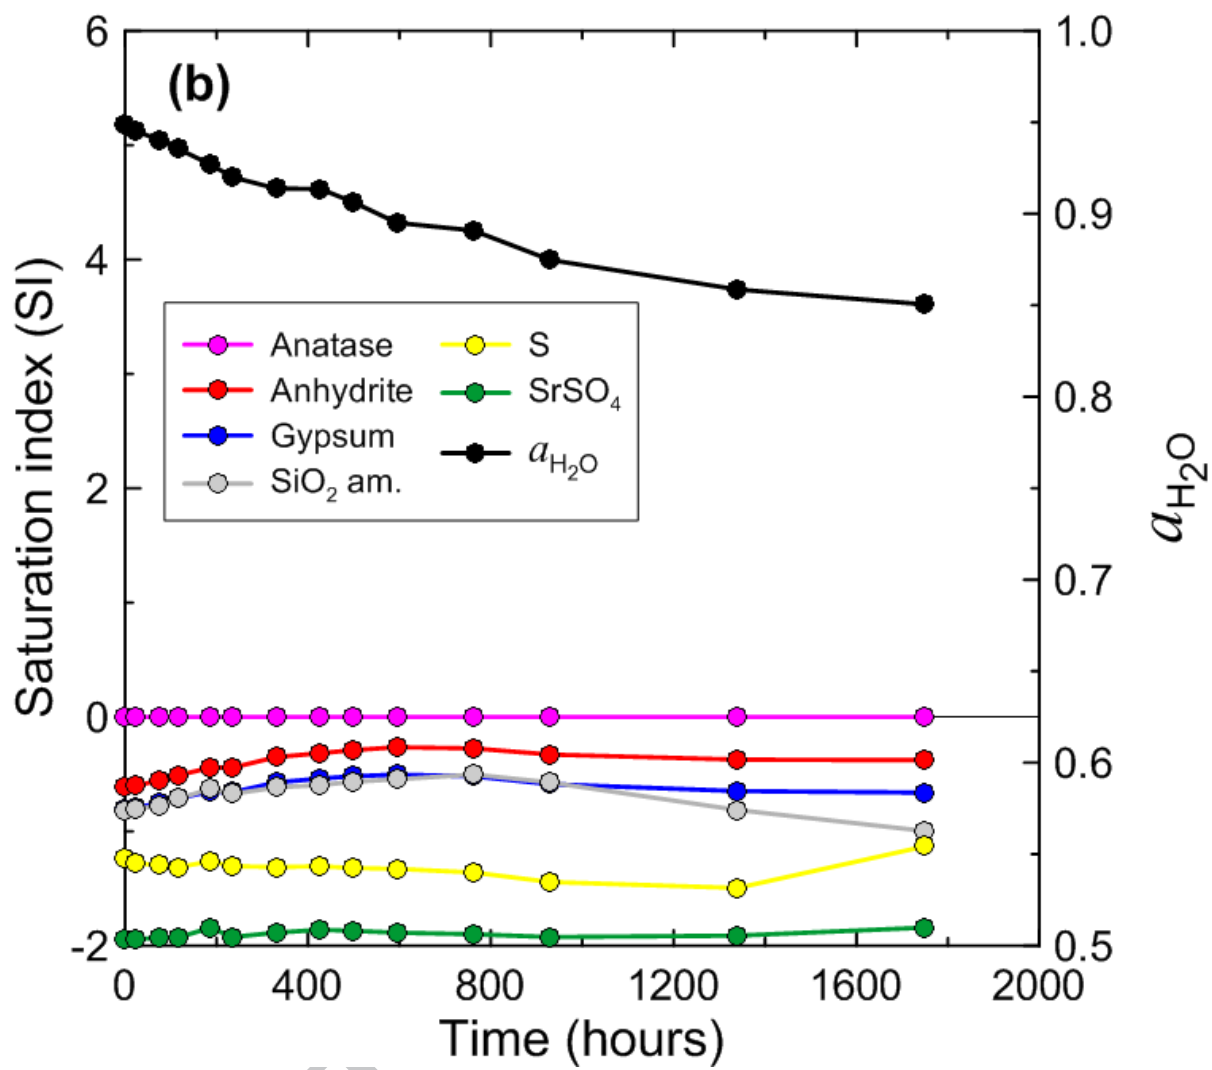 (b)
6
4
2
0
-2
Saturation index (SI)
1.0
0.9
0.8
0.7
0.6
0.5
aH₂O
Anatase
Anhydrite
Gypsum
SiO₂ am.
S
SrSO₄
aH₂O
0 400 800 1200 1600 2000
Time (hours)